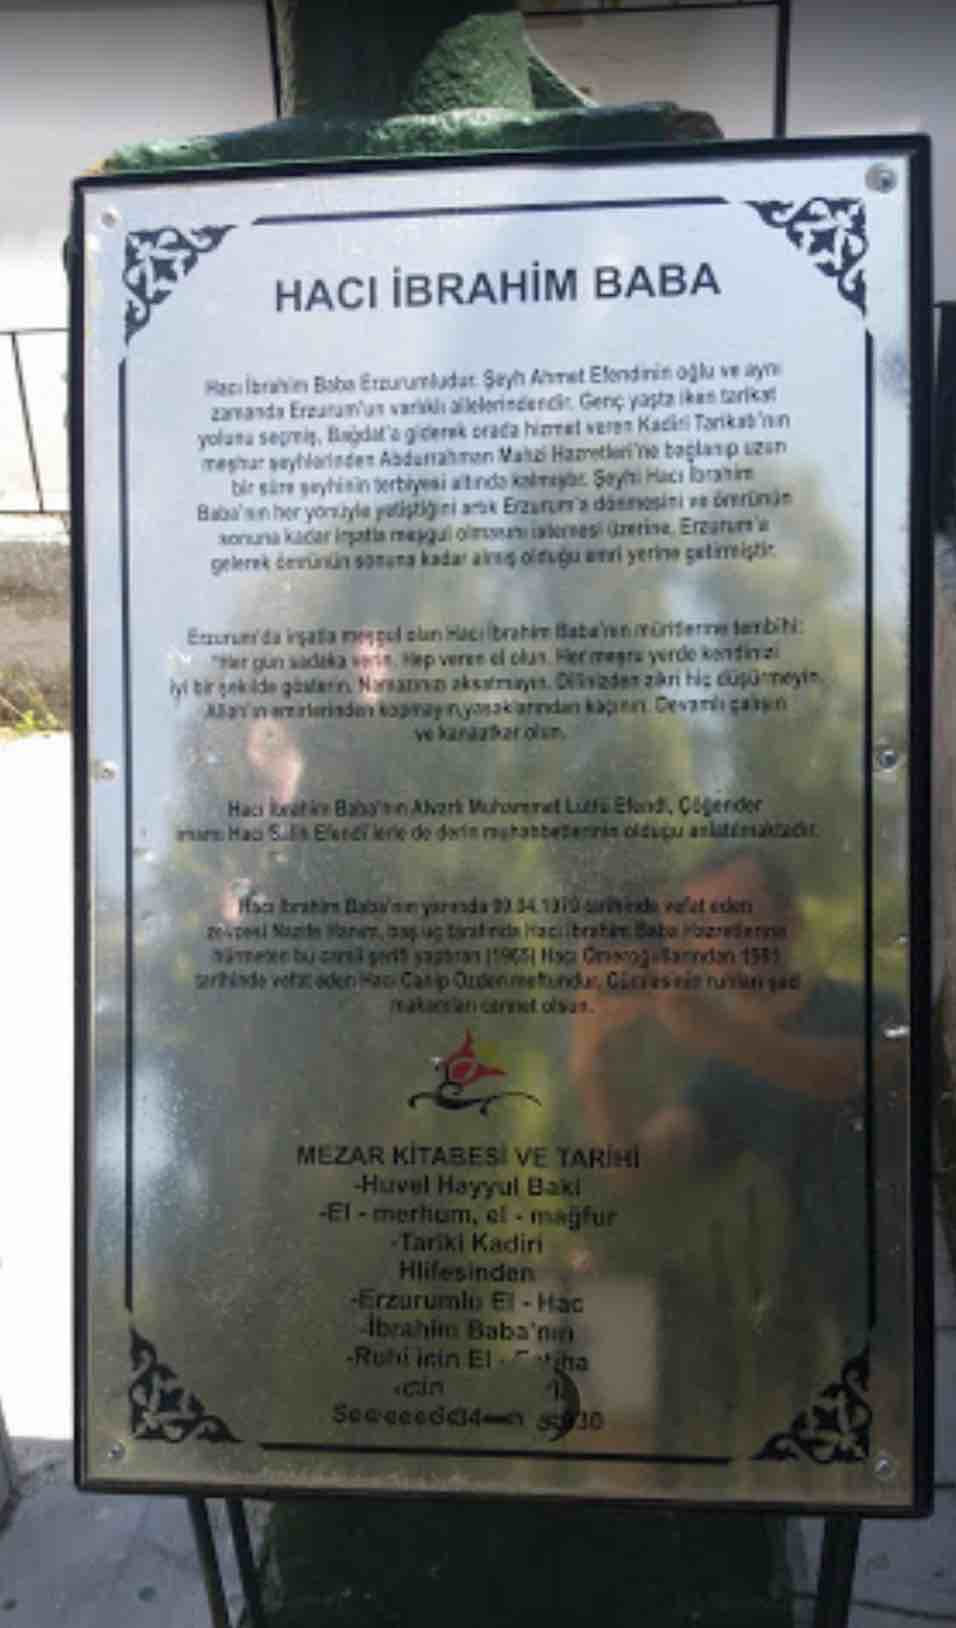 HACI İBRAHİM BABA
Hacı İbrahim Baba Erzurumludur. Şeyh Ahmet Efendinin oğlu ve aynı
zamanda Erzurum'un varlıklı ailelerindendir. Genç yaşta iken tarikat
yolunu seçmiş, Bağdat'a giderek orada hizmet veren Kadiri Tarikatı'nın
meşhur şeyhlerinden Abdurrahman Mahzi Hazretleri'ne bağlanıp uzun
bir süre şeyhinin terbiyesi altında kalmıştır. Şeyhi Hacı İbrahim
Baba'nın her yönüyle yetiştiğini artık Erzurum'a dönmesini ve ömrünün
sonuna kadar irşatla meşgul olmasını istemesi üzerine, Erzurum'a
gelerek ömrünün sonuna kadar almış olduğu emri yerine getirmiştir.
Erzurum'da irşatla meşgul olan Hacı İbrahim Baba'nın müritlerine tembihi:
"Her gün sadaka verin. Hep veren el olun. Her meşru yerde kendinizi
iyi bir şekilde gösterin. Namazınızı aksatmayın. Dilinizden zikri hiç düşürmeyin.
Allah'ın emirlerinden kopmayın,yasaklarından kaçının. Devamlı çalışın
ve kanaatkar olun.
Hacı İbrahim Baba'nın Alvarlı Muhammet Lutfu Efendi, Çöğender
imamı Hacı Salih Efendi'lerle de derin muhabbetlerinin olduğu anlatılmaktadır.
Hacı İbrahim Baba'nın yanında tarihinde vefat eden
zevcesi Nazide Hanım, baş uç tarafında Hacı İbrahim Baba Hazretlerine
hürmeten bu camii şerifi yaptıran (1965) Hacı Ömeroğullarından
tarihinde vefat eden Hacı Özden meftundur. ruhları şad
makamları cennet olsun.
MEZAR KİTABESİ VE TARİHİ
-Huvel Hayyul Baki
-El - merhum, el - mağfur
-Tariki Kadiri
Hlifesinden
-Erzurumlu El - Hac
-İbrahim Baba'nın
-Ruhi için El -